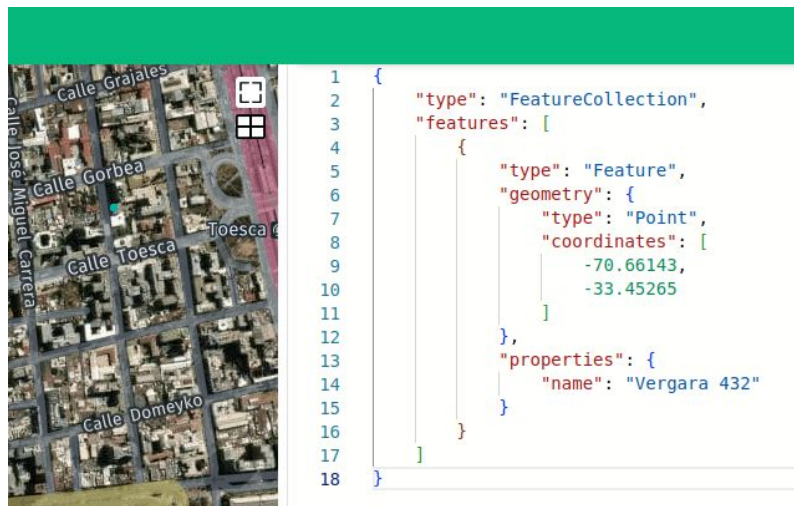 Calle Grajales
Calle José Miguel Carrera
Calle Gorbea
Toesca
Calle Toesca
Calle Domeyko
1 {
2 "type": "FeatureCollection",
3 "features": [
4 {
5 "type": "Feature",
6 "geometry": {
7 "type": "Point",
8 "coordinates": [
9 -70.66143,
10 -33.45265
11 ]
12 },
13 "properties": {
14 "name": "Vergara 432"
15 }
16 }
17 ]
18 }